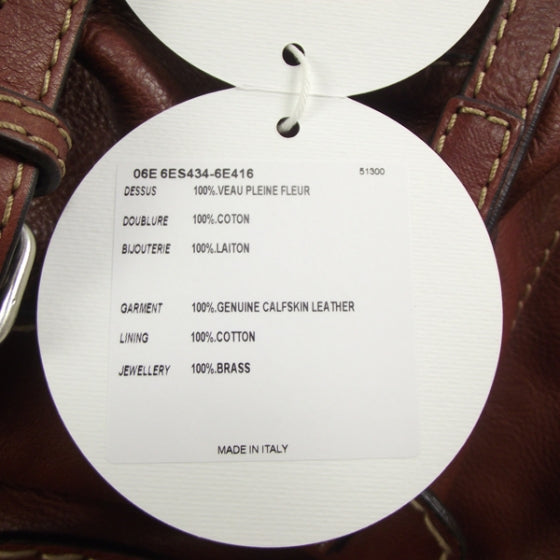 06E 6ES434-6E416 51300
DESSUS 100%.VEAU PLEINE FLEUR
DOUBLURE 100%.COTON
BIJOUTERIE 100%.LAITON
GARMENT 100%.GENUINE CALFSKIN LEATHER
LINING 100%.COTTON
JEWELLERY 100%.BRASS
MADE IN ITALY